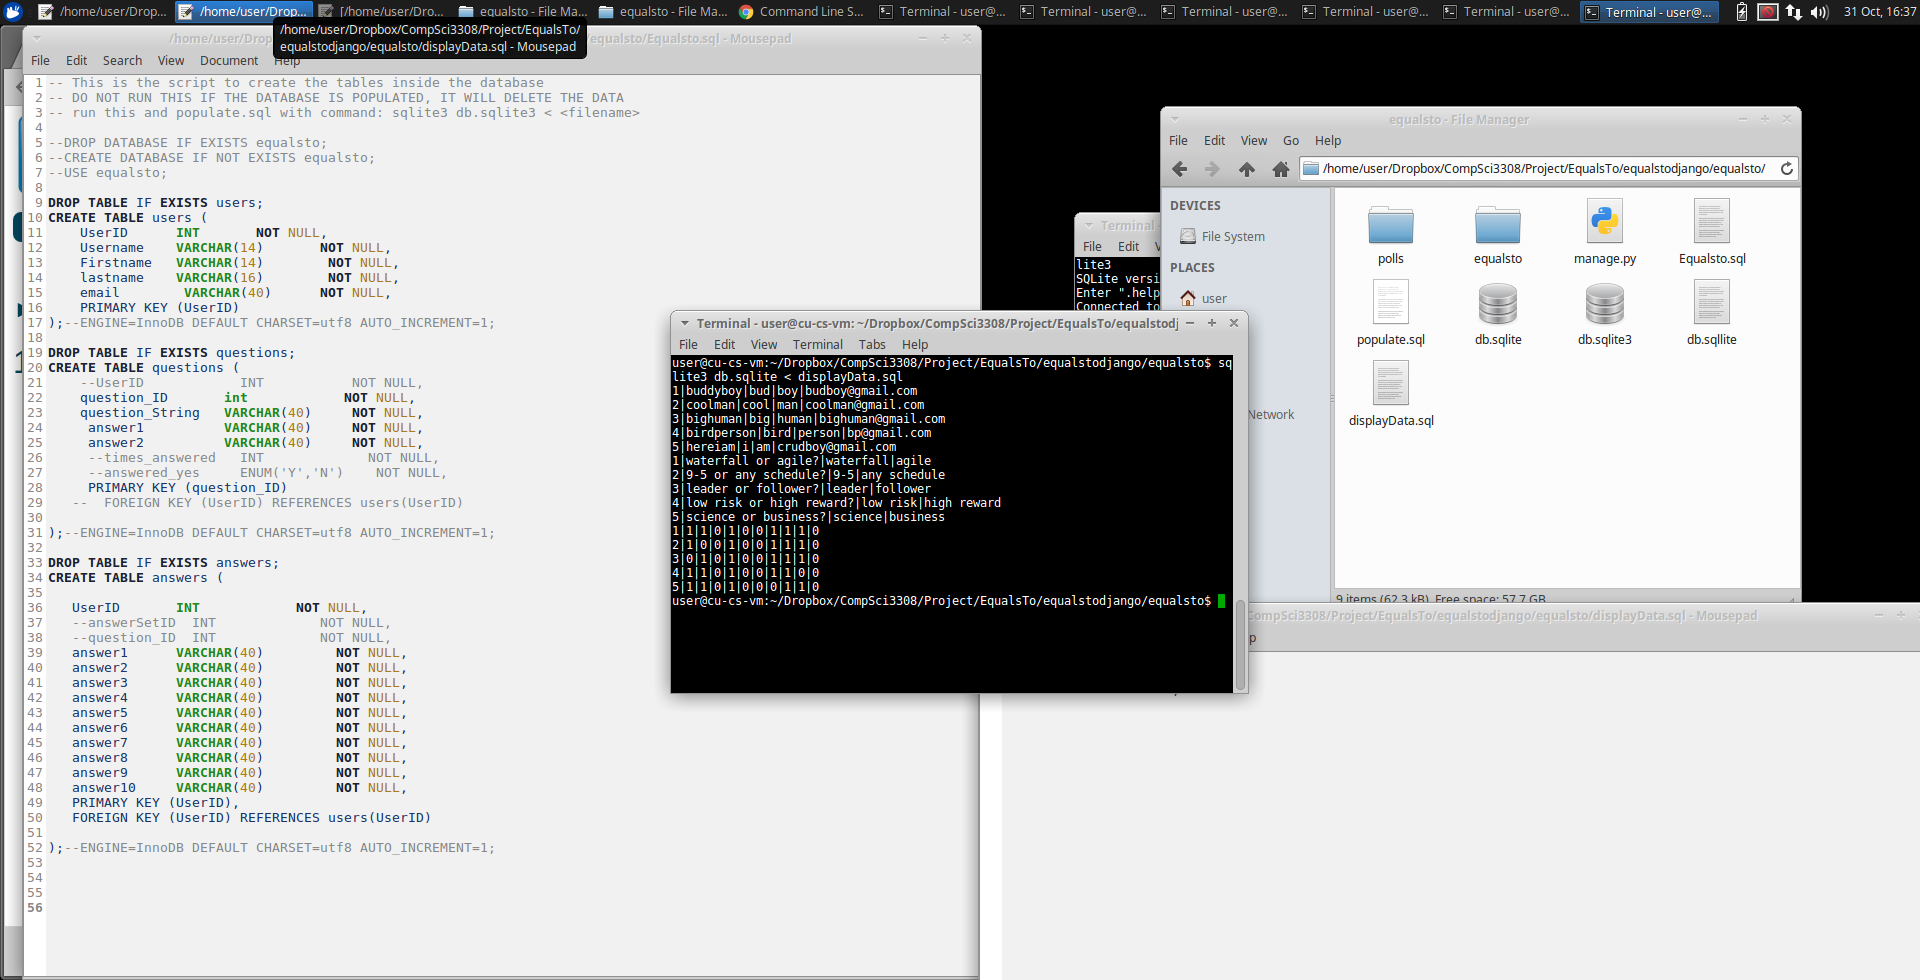 /home/user/Drop...
/home/user/Drop...
[/home/user/Dro...
equalsto - File Ma...
equalsto - File Ma...
Command Line S...
Terminal - user@...
Terminal - user@...
Terminal - user@...
Terminal - user@...
Terminal - user@...
Terminal - user@...
31 Oct, 16:37
/home/user/Dropbox/CompSci3308/Project/EqualsTo/
equalstodjango/equalsto/displayData.sql - Mousepad
/home/user/Drop
equalsto/Equalsto.sql - Mousepad
File Edit Search View Document Help
1 -- This is the script to create the tables inside the database
2 -- DO NOT RUN THIS IF THE DATABASE IS POPULATED, IT WILL DELETE THE DATA
3 -- run this and populate.sql with command: sqlite3 db.sqlite3 < <filename>
4
5 --DROP DATABASE IF EXISTS equalsto;
6 --CREATE DATABASE IF NOT EXISTS equalsto;
7 --USE equalsto;
8
9 DROP TABLE IF EXISTS users;
10 CREATE TABLE users (
11 UserID INT NOT NULL,
12 Username VARCHAR(14) NOT NULL,
13 Firstname VARCHAR(14) NOT NULL,
14 lastname VARCHAR(16) NOT NULL,
15 email VARCHAR(40) NOT NULL,
16 PRIMARY KEY (UserID)
17 );--ENGINE=InnoDB DEFAULT CHARSET=utf8 AUTO_INCREMENT=1;
18
19 DROP TABLE IF EXISTS questions;
20 CREATE TABLE questions (
21 --UserID INT NOT NULL,
22 question_ID int NOT NULL,
23 question_String VARCHAR(40) NOT NULL,
24 answer1 VARCHAR(40) NOT NULL,
25 answer2 VARCHAR(40) NOT NULL,
26 --times_answered INT NOT NULL,
27 --answered_yes ENUM('Y','N') NOT NULL,
28 PRIMARY KEY (question_ID)
29 -- FOREIGN KEY (UserID) REFERENCES users(UserID)
30
31 );--ENGINE=InnoDB DEFAULT CHARSET=utf8 AUTO_INCREMENT=1;
32
33 DROP TABLE IF EXISTS answers;
34 CREATE TABLE answers (
35
36 UserID INT NOT NULL,
37 --answerSetID INT NOT NULL,
38 --question_ID INT NOT NULL,
39 answer1 VARCHAR(40) NOT NULL,
40 answer2 VARCHAR(40) NOT NULL,
41 answer3 VARCHAR(40) NOT NULL,
42 answer4 VARCHAR(40) NOT NULL,
43 answer5 VARCHAR(40) NOT NULL,
44 answer6 VARCHAR(40) NOT NULL,
45 answer7 VARCHAR(40) NOT NULL,
46 answer8 VARCHAR(40) NOT NULL,
47 answer9 VARCHAR(40) NOT NULL,
48 answer10 VARCHAR(40) NOT NULL,
49 PRIMARY KEY (UserID),
50 FOREIGN KEY (UserID) REFERENCES users(UserID)
51
52 );--ENGINE=InnoDB DEFAULT CHARSET=utf8 AUTO_INCREMENT=1;
53
54
55
56
Terminal - user@cu-cs-vm: ~/Dropbox/CompSci3308/Project/EqualsTo/equalstodj
File Edit View Terminal Tabs Help
user@cu-cs-vm:~/Dropbox/CompSci3308/Project/EqualsTo/equalstodjango/equalsto$ sq
lite3 db.sqlite < displayData.sql
1|buddyboy|bud|boy|budboy@gmail.com
2|coolman|cool|man|coolman@gmail.com
3|bighuman|big|human|bighuman@gmail.com
4|birdperson|bird|person|bp@gmail.com
5|hereiam|i|am|crudboy@gmail.com
1|waterfall or agile?|waterfall|agile
2|9-5 or any schedule?|9-5|any schedule
3|leader or follower?|leader|follower
4|low risk or high reward?|low risk|high reward
5|science or business?|science|business
1|1|1|0|1|0|0|1|1|1|0
2|1|0|0|1|0|0|1|1|1|0
3|0|1|0|1|0|0|1|1|1|0
4|1|1|0|1|0|0|1|1|0|0
5|1|1|0|1|0|0|0|1|1|0
user@cu-cs-vm:~/Dropbox/CompSci3308/Project/EqualsTo/equalstodjango/equalsto$
Terminal
File Edit V
lite3
SQLite versi
Enter ".help
Connected to
equalsto - File Manager
File Edit View Go Help
/home/user/Dropbox/CompSci3308/Project/EqualsTo/equalstodjango/equalsto/
DEVICES
File System
PLACES
user
Network
polls
equalsto
manage.py
Equalsto.sql
populate.sql
db.sqlite
db.sqlite3
db.sqllite
displayData.sql
9 items (62.3 kB), Free space: 57.7 GB
CompSci3308/Project/EqualsTo/equalstodjango/equalsto/displayData.sql - Mousepad
p